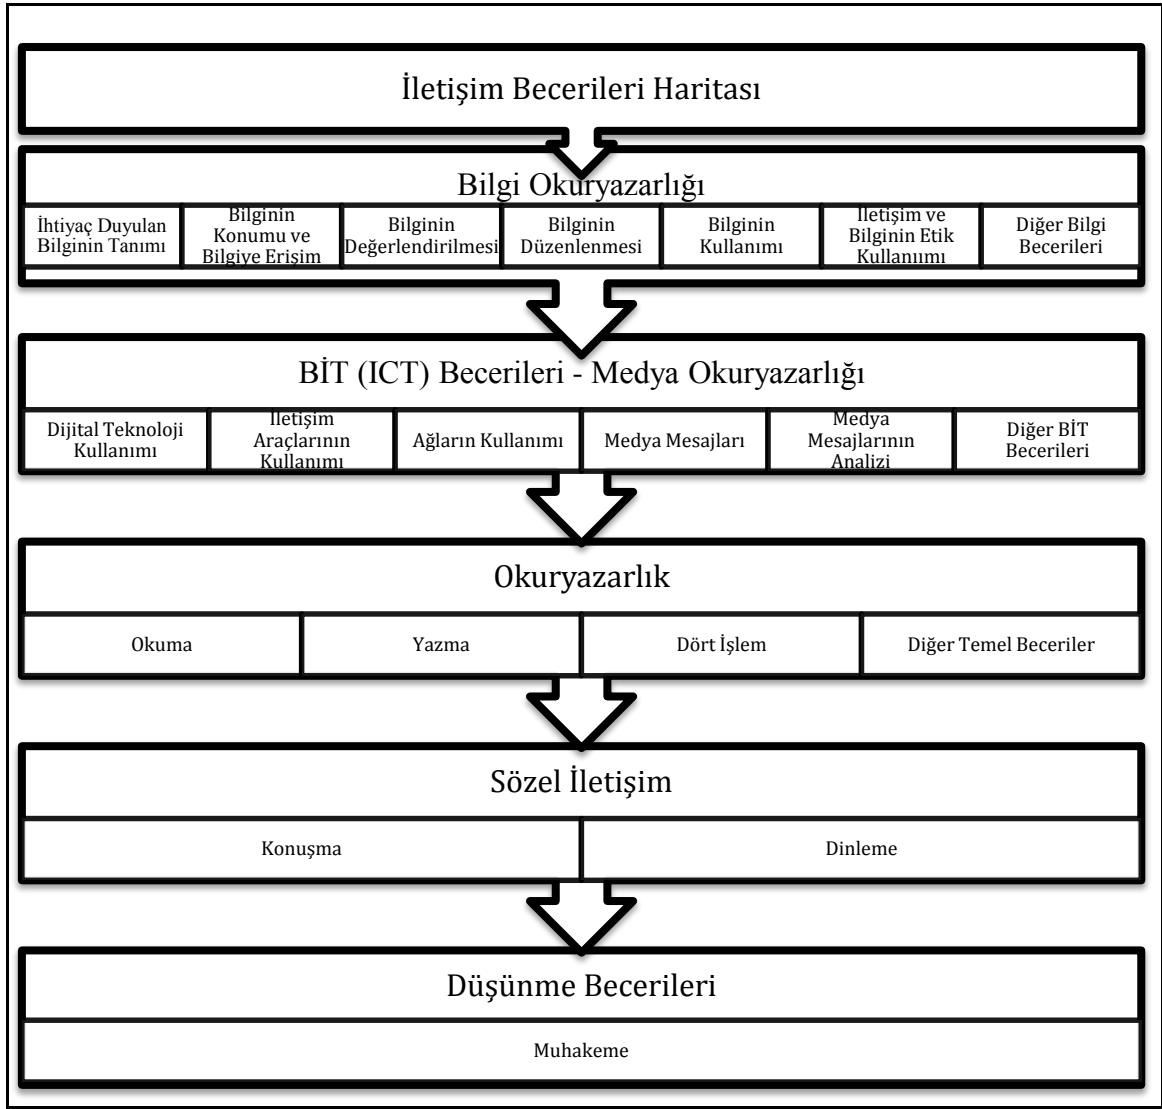 İletişim Becerileri Haritası
Bilgi Okuryazarlığı
İhtiyaç Duyulan
Bilginin Tanımı
Bilginin
Konumu ve
Bilgiye Erişim
Bilginin
Değerlendirilmesi
Bilginin
Düzenlenmesi
Bilginin
Kullanımı
İletişim ve
Bilginin Etik
Kullanıımı
Diğer Bilgi
Becerileri
BİT (ICT) Becerileri - Medya Okuryazarlığı
Dijital Teknoloji
Kullanımı
İletişim
Araçlarının
Kullanımı
Ağların Kullanımı
Medya Mesajları
Medya
Mesajlarının
Analizi
Diğer BİT
Becerileri
Okuryazarlık
Okuma
Yazma
Dört İşlem
Diğer Temel Beceriler
Sözel İletişim
Konuşma
Dinleme
Düşünme Becerileri
Muhakeme